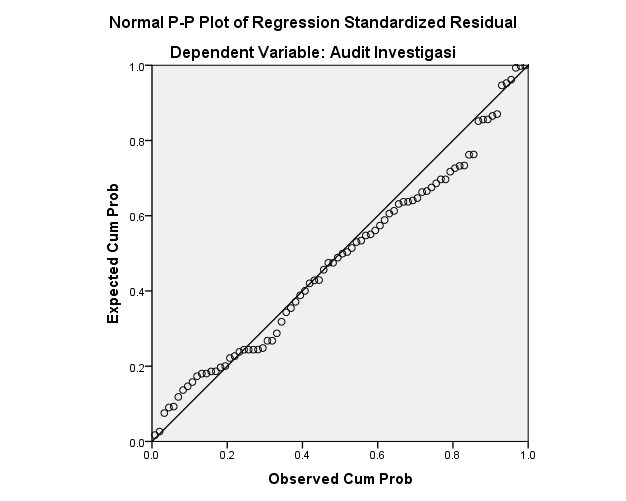 Normal P-P Plot of Regression Standardized Residual
Dependent Variable: Audit Investigasi
1.0
0.8
0.6
0.4
0.2
0.0
Expected Cum Prob
0.0 0.2 0.4 0.6 0.8 1.0
Observed Cum Prob